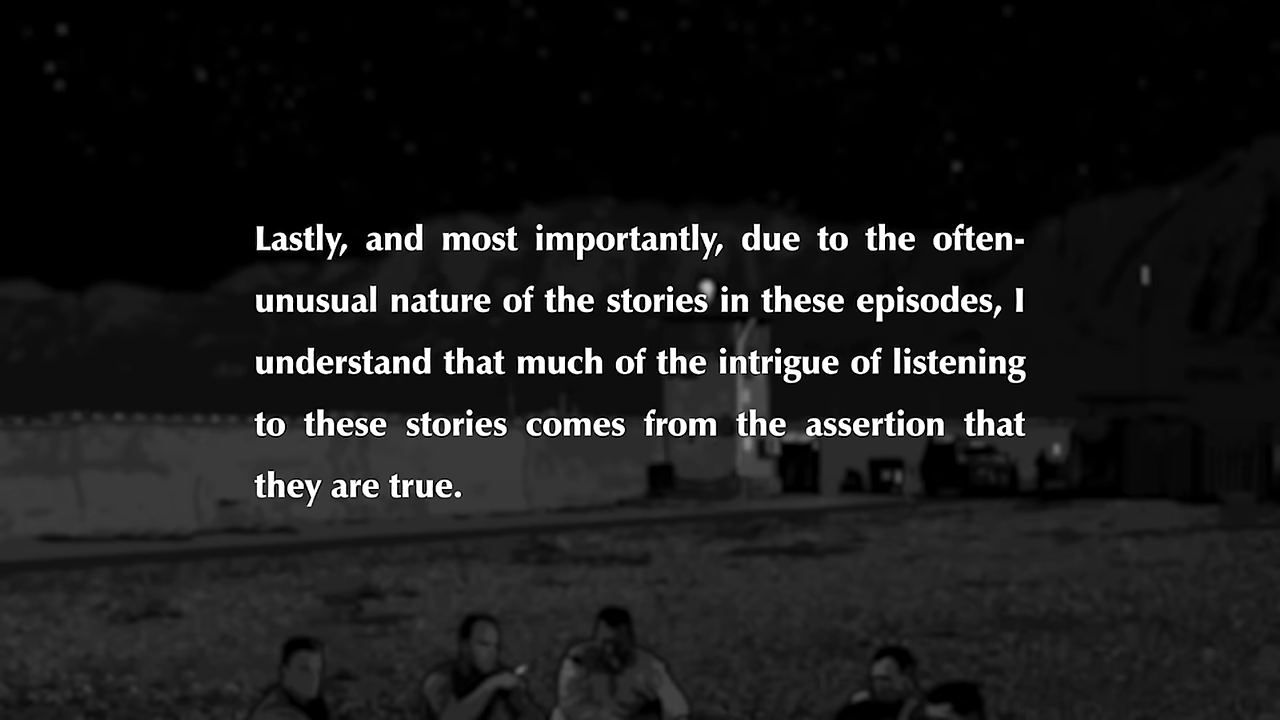 Lastly, and most importantly, due to the often-
unusual nature of the stories in these episodes, I
understand that much of the intrigue of listening
to these stories comes from the assertion that
they are true.